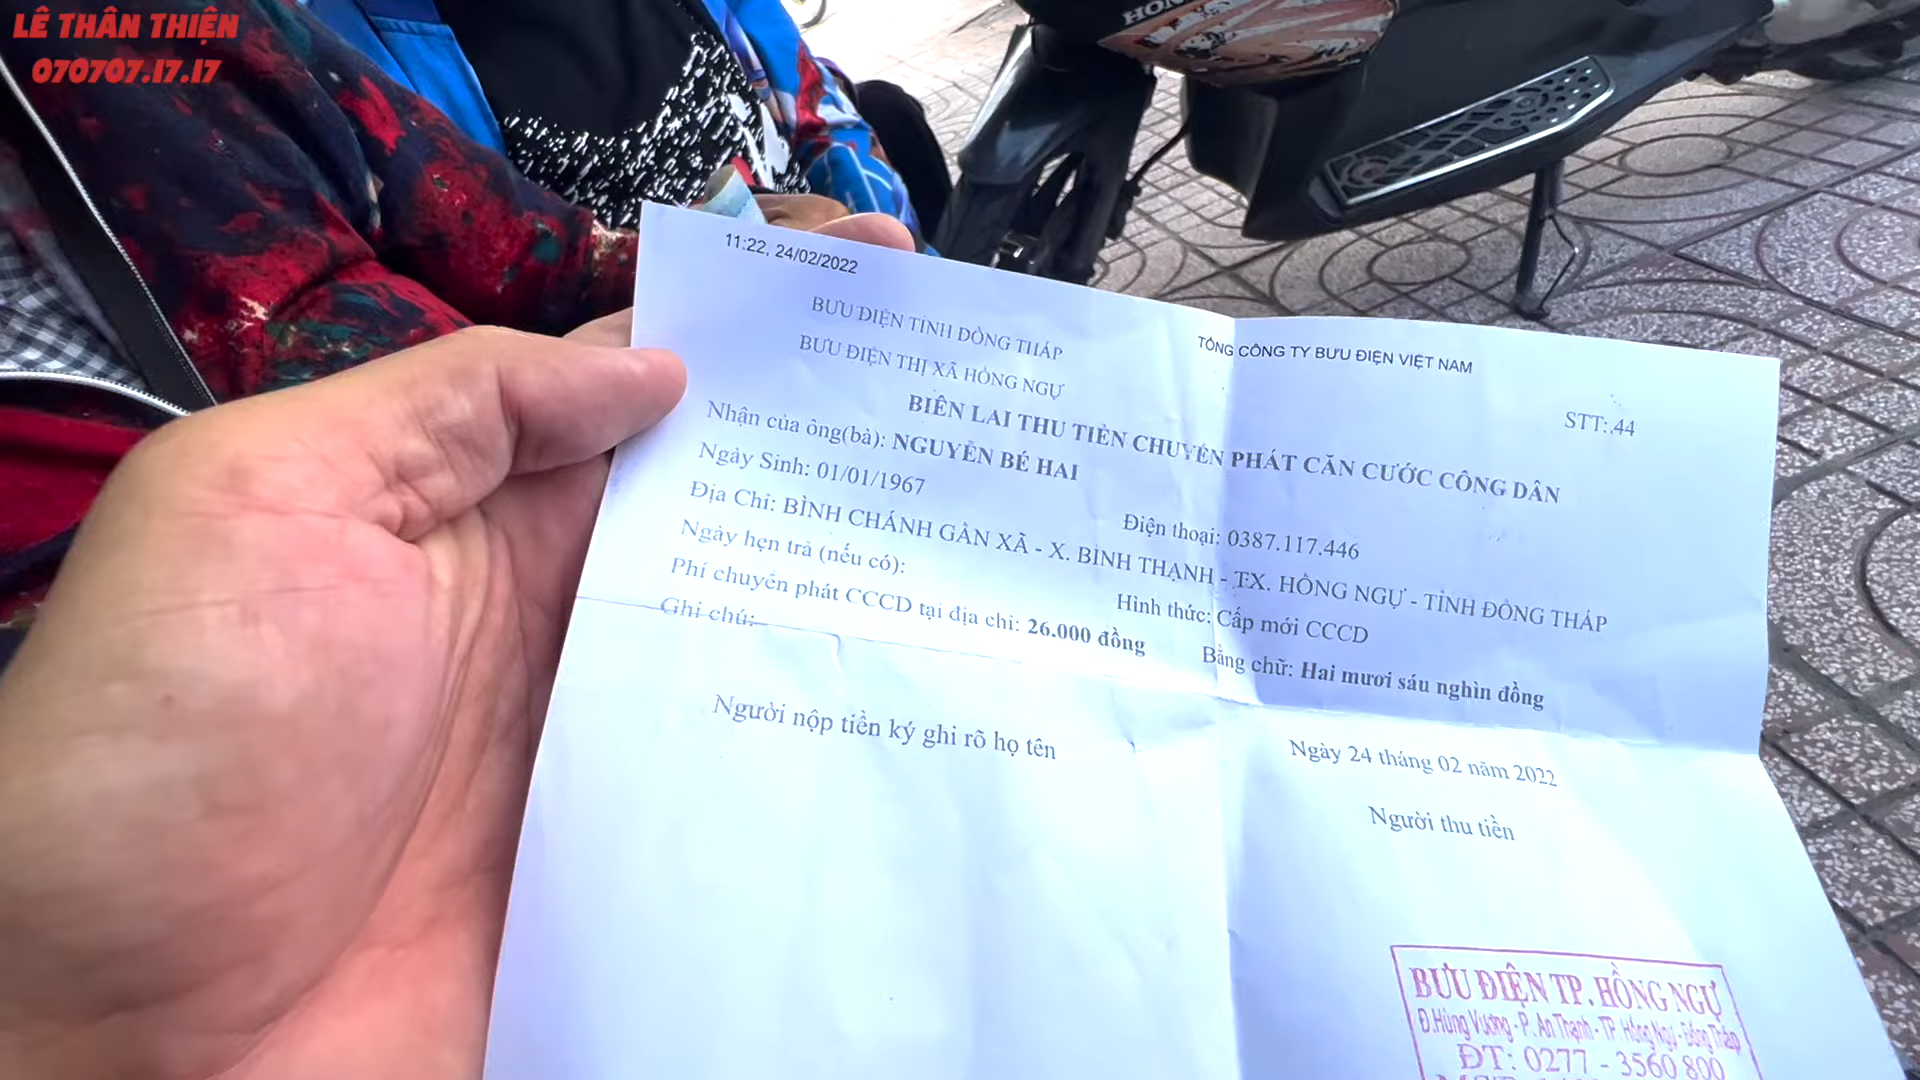 LÊ THÂN THIỆN
070707.17.17
HON
11:22, 24/02/2022
BƯU ĐIỆN TỈNH ĐỒNG THÁP
TỔNG CÔNG TY BƯU ĐIỆN VIỆT NAM
BƯU ĐIỆN THỊ XÃ HỒNG NGỰ
STT:.44
BIÊN LAI THU TIỀN CHUYỂN PHÁT CĂN CƯỚC CÔNG DÂN
Nhận của ông(bà): NGUYỄN BÉ HAI
Ngày Sinh: 01/01/1967
Điện thoại: 0387.117.446
Địa Chỉ: BÌNH CHÁNH GẦN XÃ - X. BÌNH THẠNH - TX. HỒNG NGỰ - TỈNH ĐỒNG THÁP
Ngày hẹn trả (nếu có):
Hình thức: Cấp mới CCCD
Phí chuyển phát CCCD tại địa chỉ: 26.000 đồng
Bằng chữ: Hai mươi sáu nghìn đồng
Ghi chú:
Người nộp tiền ký ghi rõ họ tên
Ngày 24 tháng 02 năm 2022
Người thu tiền
BƯU ĐIỆN TP. HỒNG NGỰ
Đ.Hùng Vương - P. An Thạnh - TP Hồng Ngự - Đồng Tháp
ĐT: 0277 - 3560 800